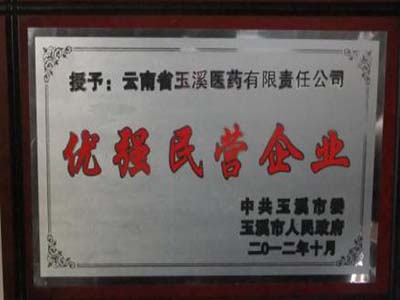 授予：云南省玉溪医药有限责任公司
优强民营企业
中共玉溪市委
玉溪市人民政府
二〇一二年十月